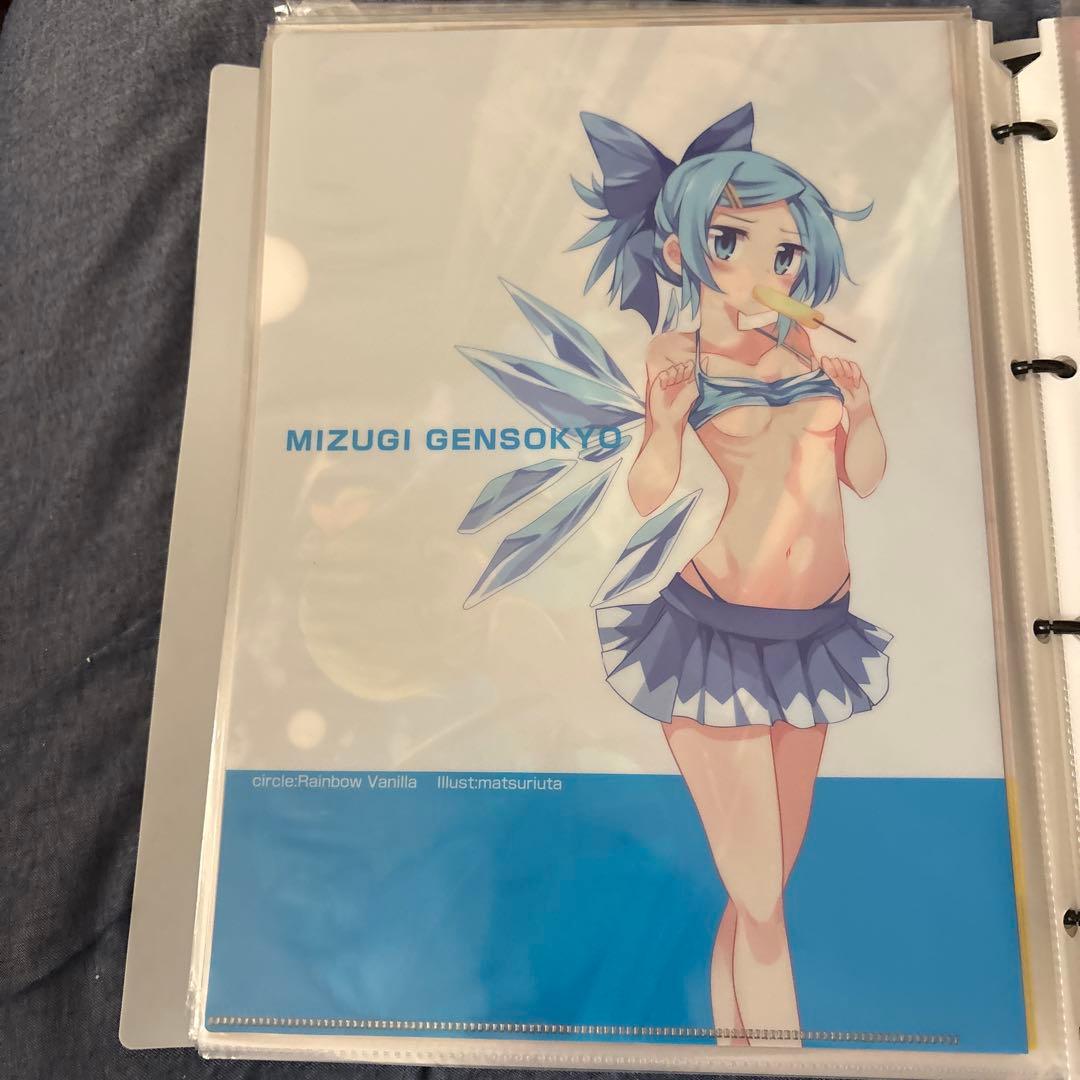 MIZUGI GENSOKYO
circle:Rainbow Vanilla Illust:matsuriuta